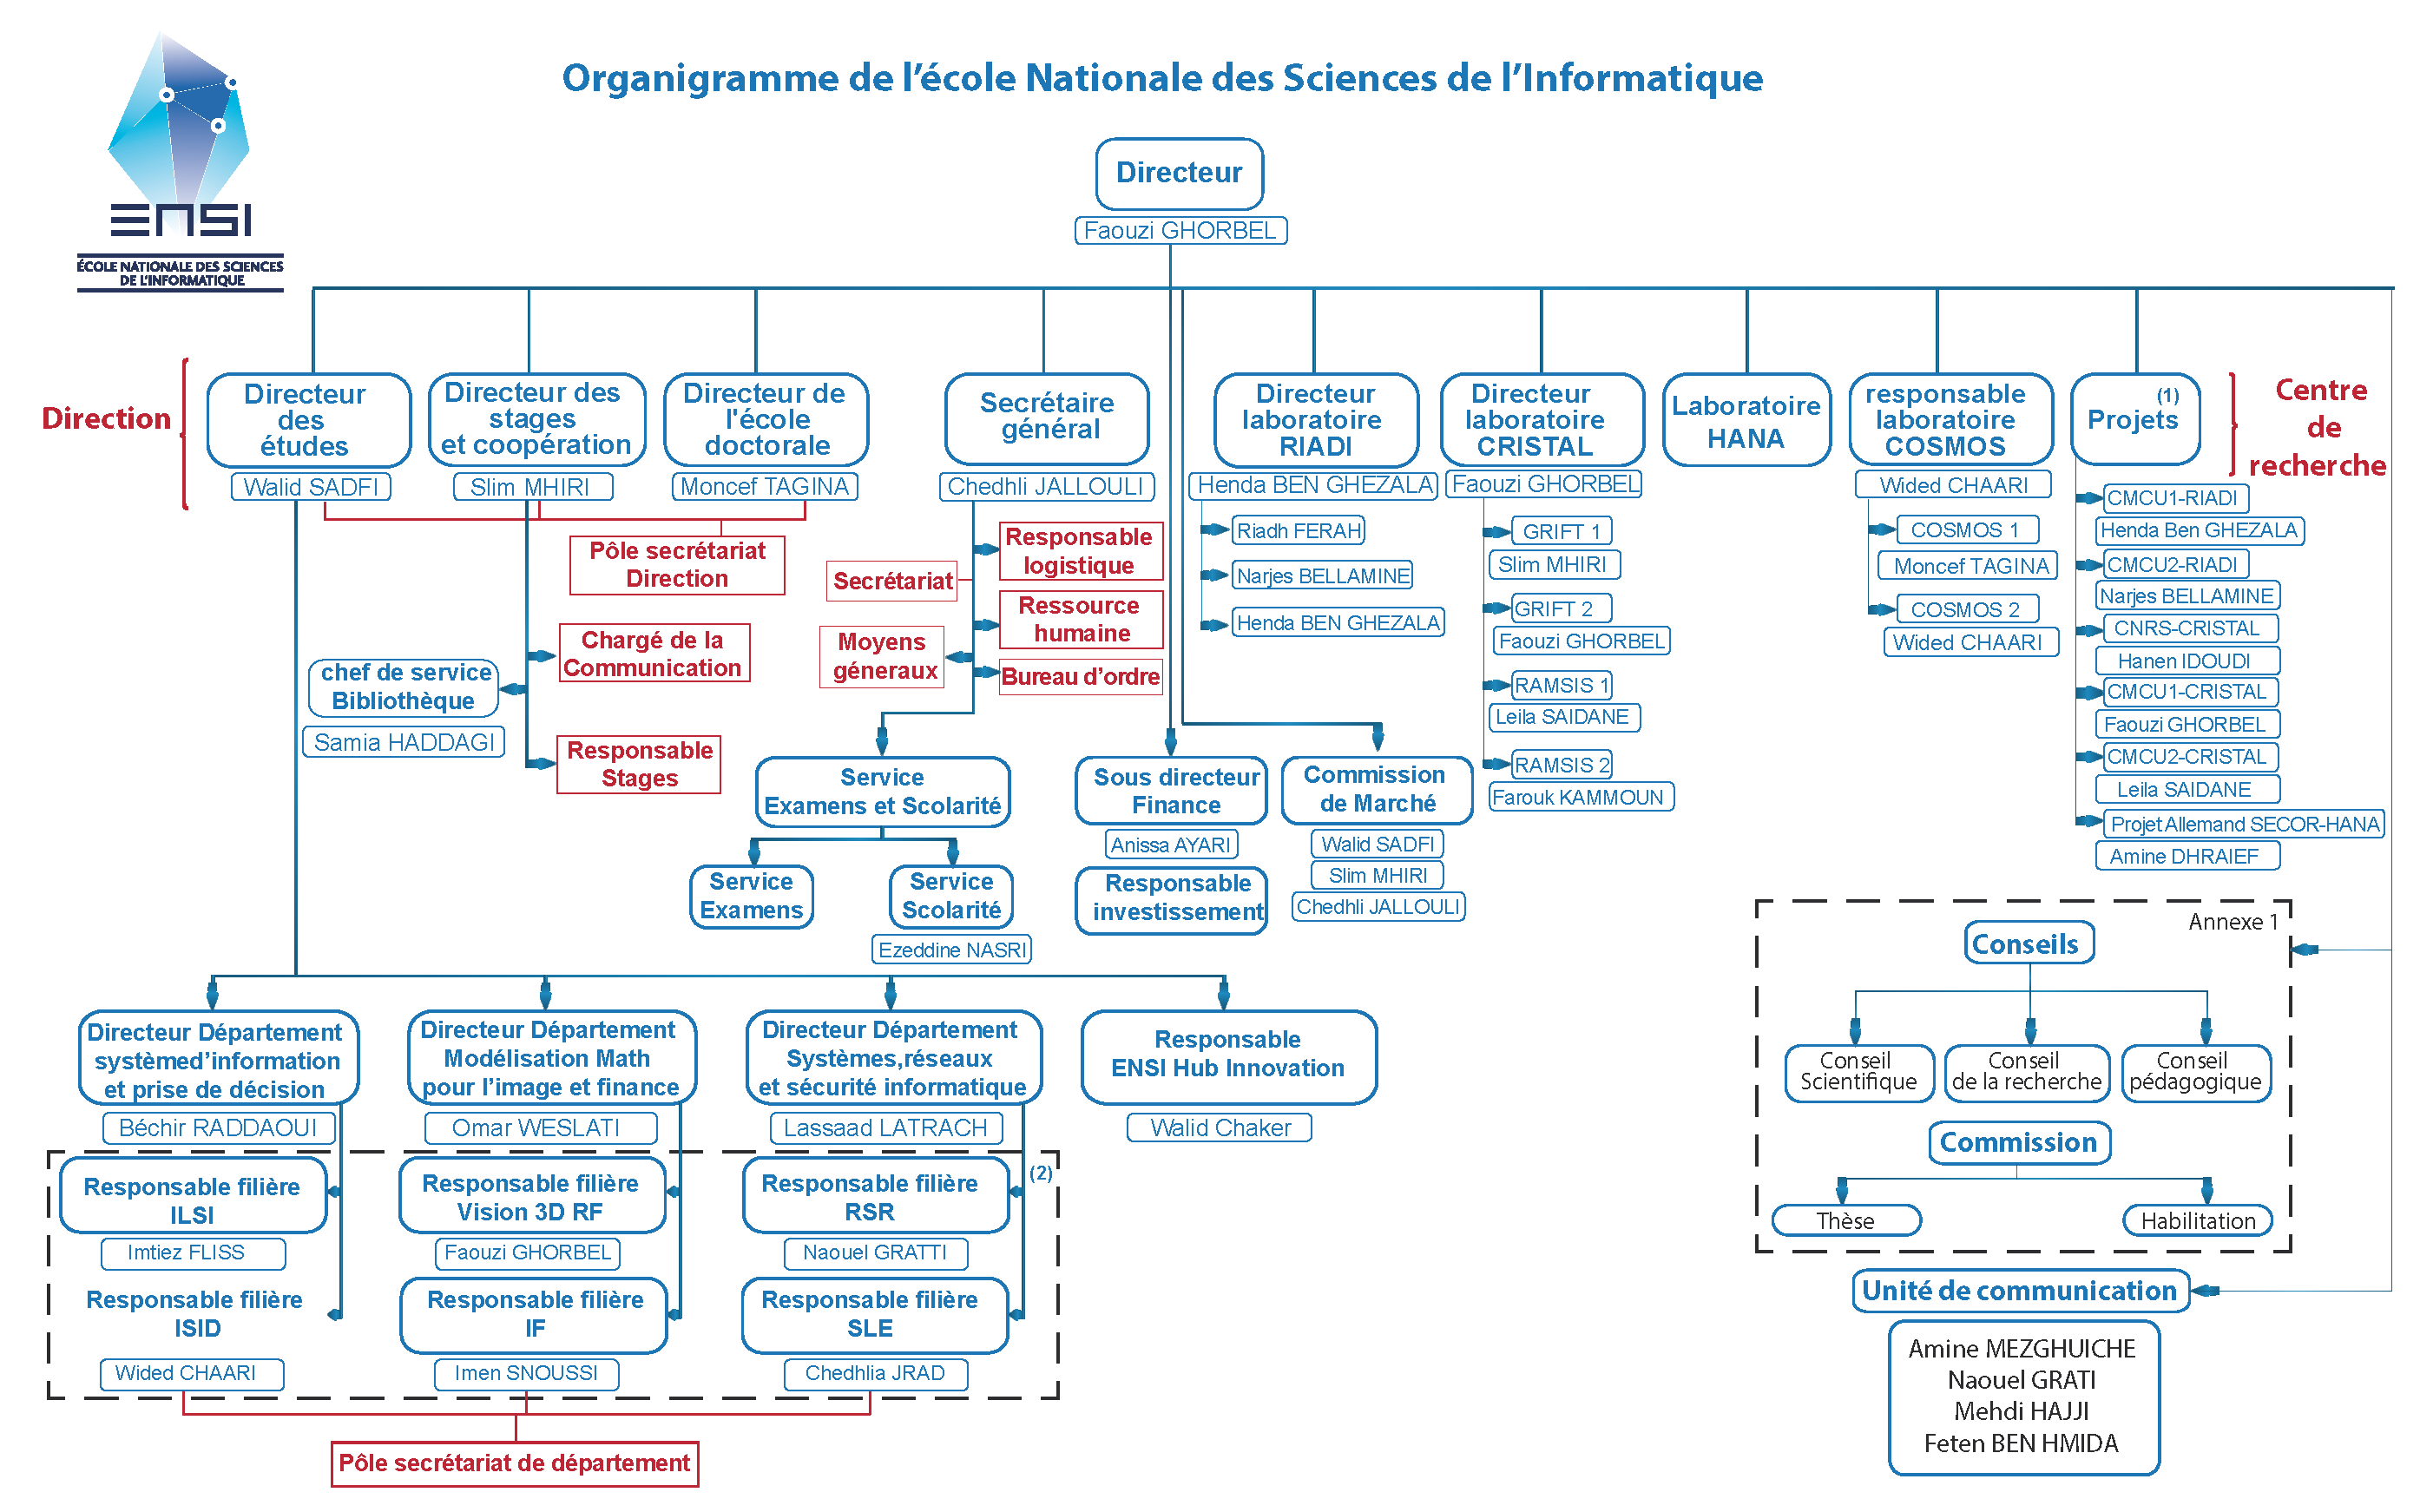 Organigramme de l'école Nationale des Sciences de l'Informatique
ENSI
ÉCOLE NATIONALE DES SCIENCES
DE L'INFORMATIQUE
Directeur
Faouzi GHORBEL
Direction
Directeur
des
études
Walid SADFI
Directeur des
stages
et coopération
Slim MHIRI
Directeur de
l'école
doctorale
Moncef TAGINA
Secrétaire
général
Chedhli JALLOULI
Directeur
laboratoire
RIADI
Henda BEN GHEZALA
Directeur
laboratoire
CRISTAL
Faouzi GHORBEL
Laboratoire
HANA
responsable
laboratoire
COSMOS
Wided CHAARI
(1)
Projets
Centre
de
recherche
Pôle secrétariat
Direction
Chargé de la
Communication
chef de service
Bibliothèque
Samia HADDAGI
Responsable
Stages
Responsable
logistique
Secrétariat
Ressource
humaine
Moyens
géneraux
Bureau d'ordre
Riadh FERAH
Narjes BELLAMINE
Henda BEN GHEZALA
GRIFT 1
Slim MHIRI
GRIFT 2
Faouzi GHORBEL
RAMSIS 1
Leila SAIDANE
RAMSIS 2
Farouk KAMMOUN
COSMOS 1
Moncef TAGINA
COSMOS 2
Wided CHAARI
CMCU1-RIADI
Henda Ben GHEZALA
CMCU2-RIADI
Narjes BELLAMINE
CNRS-CRISTAL
Hanen IDOUDI
CMCU1-CRISTAL
Faouzi GHORBEL
CMCU2-CRISTAL
Leila SAIDANE
Projet Allemand SECOR-HANA
Amine DHRAIEF
Service
Examens et Scolarité
Service
Examens
Service
Scolarité
Ezeddine NASRI
Sous directeur
Finance
Anissa AYARI
Responsable
investissement
Commission
de Marché
Walid SADFI
Slim MHIRI
Chedhli JALLOULI
Directeur Département
systèmed'information
et prise de décision
Béchir RADDAOUI
Directeur Département
Modélisation Math
pour l'image et finance
Omar WESLATI
Directeur Département
Systèmes,réseaux
et sécurité informatique
Lassaad LATRACH
Responsable
ENSI Hub Innovation
Walid Chaker
(2)
Responsable filière
ILSI
Imtiez FLISS
Responsable filière
Vision 3D RF
Faouzi GHORBEL
Responsable filière
RSR
Naouel GRATTI
Responsable filière
ISID
Wided CHAARI
Responsable filière
IF
Imen SNOUSSI
Responsable filière
SLE
Chedhlia JRAD
Pôle secrétariat de département
Annexe 1
Conseils
Conseil
Scientifique
Conseil
de la recherche
Conseil
pédagogique
Commission
Thèse
Habilitation
Unité de communication
Amine MEZGHUICHE
Naouel GRATI
Mehdi HAJJI
Feten BEN HMIDA